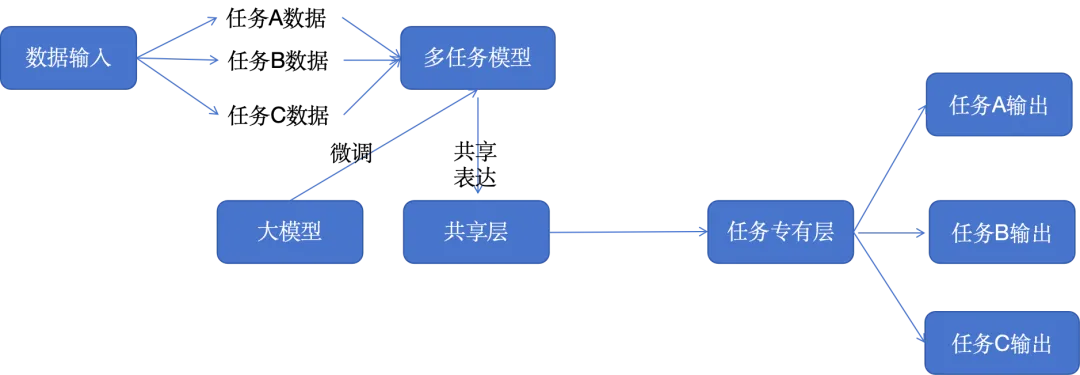 数据输入
任务A数据
任务B数据
任务C数据
多任务模型
微调
共享
表达
大模型
共享层
任务专有层
任务A输出
任务B输出
任务C输出